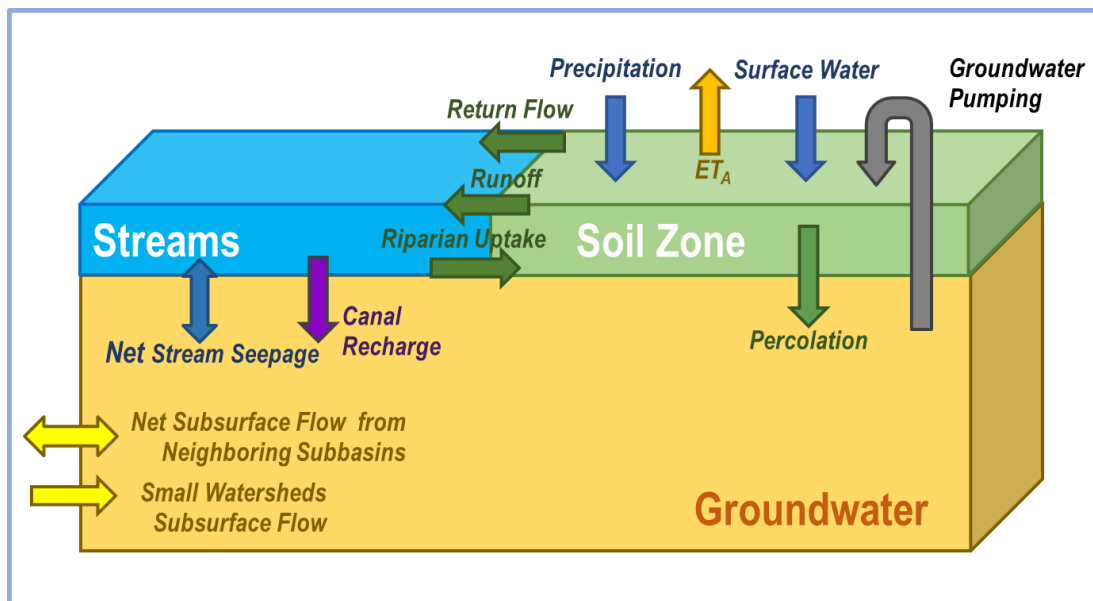 Precipitation
Surface Water
Groundwater
Pumping
Return Flow
ETA
Runoff
Streams
Riparian Uptake
Soil Zone
Net Stream Seepage
Canal
Recharge
Percolation
Net Subsurface Flow from
Neighboring Subbasins
Small Watersheds
Subsurface Flow
Groundwater